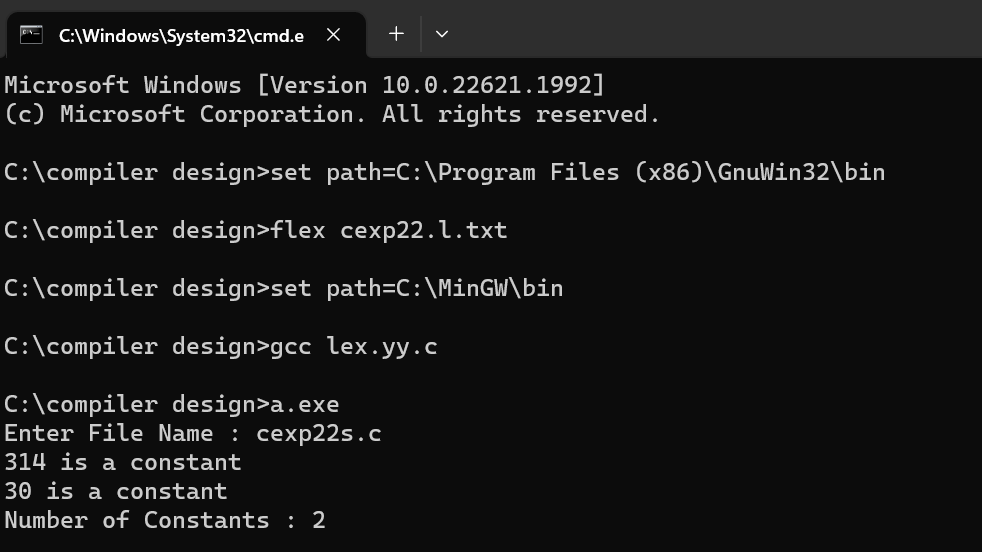 C:\Windows\System32\cmd.e
Microsoft Windows [Version 10.0.22621.1992]
(c) Microsoft Corporation. All rights reserved.
C:\compiler design>set path=C:\Program Files (x86)\GnuWin32\bin
C:\compiler design>flex cexp22.l.txt
C:\compiler design>set path=C:\MinGW\bin
C:\compiler design>gcc lex.yy.c
C:\compiler design>a.exe
Enter File Name : cexp22s.c
314 is a constant
30 is a constant
Number of Constants : 2